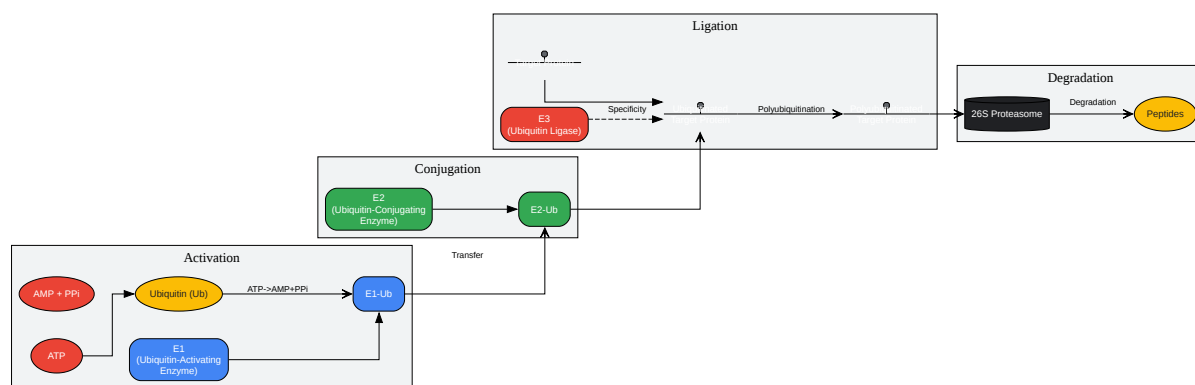 Ligation
Degradation
Specificity
E3
(Ubiquitin Ligase)
Polyubiquitination
26S Proteasome
Degradation
Peptides
Conjugation
E2
(Ubiquitin-Conjugating
Enzyme)
E2-Ub
Transfer
Activation
AMP + PPi
Ubiquitin (Ub)
ATP->AMP+PPi
E1-Ub
ATP
E1
(Ubiquitin-Activating
Enzyme)